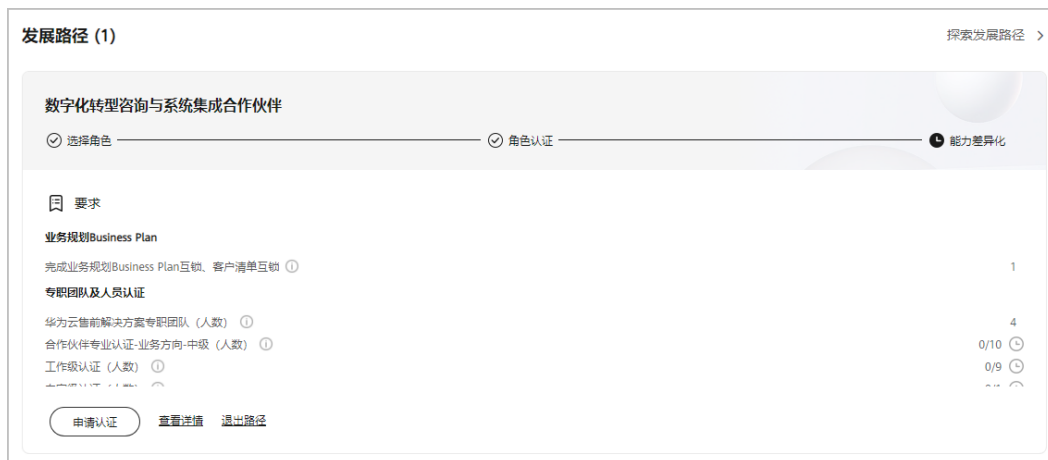 发展路径 (1)
探索发展路径
数字化转型咨询与系统集成合作伙伴
选择角色
角色认证
能力差异化
要求
业务规划Business Plan
完成业务规划Business Plan互锁、客户清单互锁
1
专职团队及人员认证
华为云售前解决方案专职团队（人数）
4
合作伙伴专业认证-业务方向-中级（人数）
0/10
工作级认证（人数）
0/9
申请认证
查看详情
退出路径